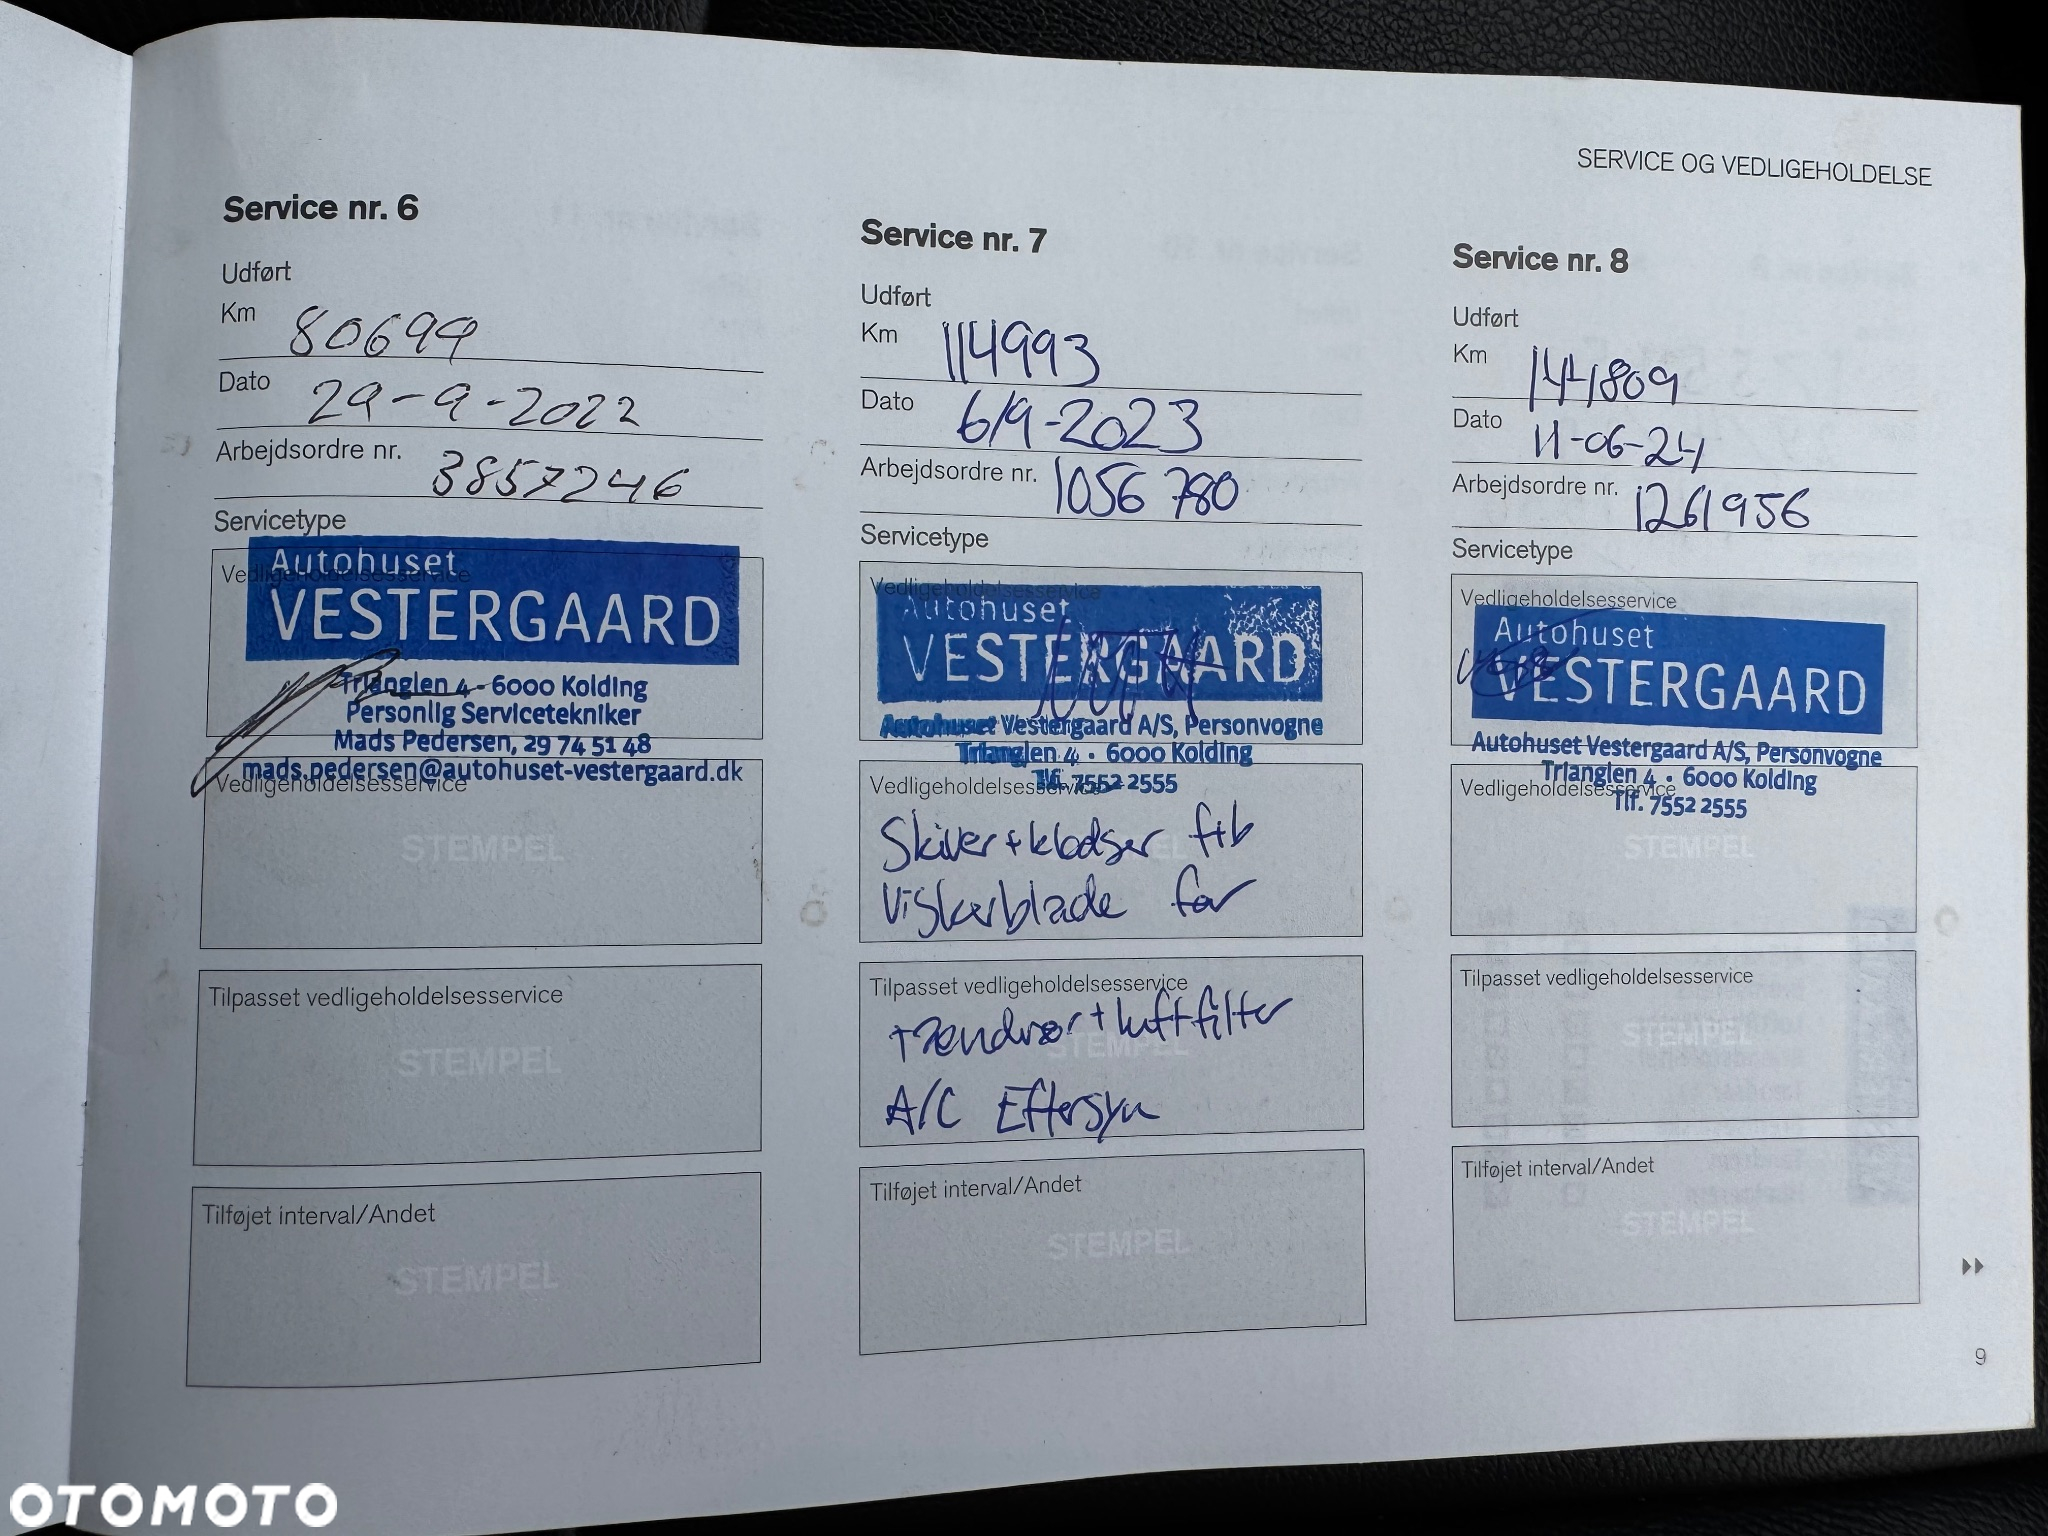 SERVICE OG VEDLIGEHOLDELSE
Service nr. 6
Udført
Km 80699
Dato 29-9-2022
Arbejdsordre nr. 3857246
Servicetype
Vedligeholdelsesservice
Autohuset
VESTERGAARD
Trianglen 4 - 6000 Kolding
Personlig Servicetekniker
Mads Pedersen, 29 74 51 48
mads.pedersen@autohuset-vestergaard.dk
Vedligeholdelsesservice
STEMPEL
Tilpasset vedligeholdelsesservice
STEMPEL
Tilføjet interval/Andet
STEMPEL
Service nr. 7
Udført
Km 114993
Dato 6/9-2023
Arbejdsordre nr. 1056780
Servicetype
Vedligeholdelsesservice
Autohuset
VESTERGAARD
Autohuset Vestergaard A/S, Personvogne
Trianglen 4 · 6000 Kolding
Tlf. 7552 2555
Vedligeholdelsesservice
Skiver + klodser f+b
Viskerblade for
Tilpasset vedligeholdelsesservice
+ tændrør + luftfilter
STEMPEL
A/C Eftersyn
Tilføjet interval/Andet
STEMPEL
Service nr. 8
Udført
Km 141809
Dato 11-06-24
Arbejdsordre nr. 1261956
Servicetype
Vedligeholdelsesservice
Autohuset
VESTERGAARD
Autohuset Vestergaard A/S, Personvogne
Trianglen 4 · 6000 Kolding
Tlf. 7552 2555
Vedligeholdelsesservice
STEMPEL
Tilpasset vedligeholdelsesservice
STEMPEL
Tilføjet interval/Andet
STEMPEL
9
OTOMOTO